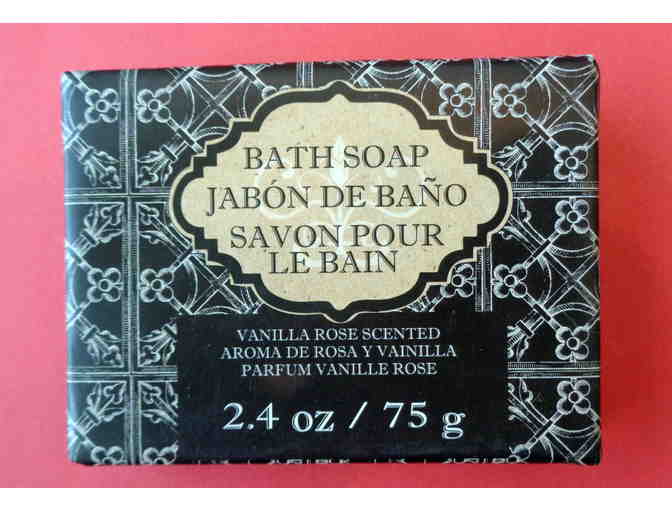 BATH SOAP
JABÓN DE BAÑO
SAVON POUR
LE BAIN
VANILLA ROSE SCENTED
AROMA DE ROSA Y VAINILLA
PARFUM VANILLE ROSE
2.4 oz / 75 g